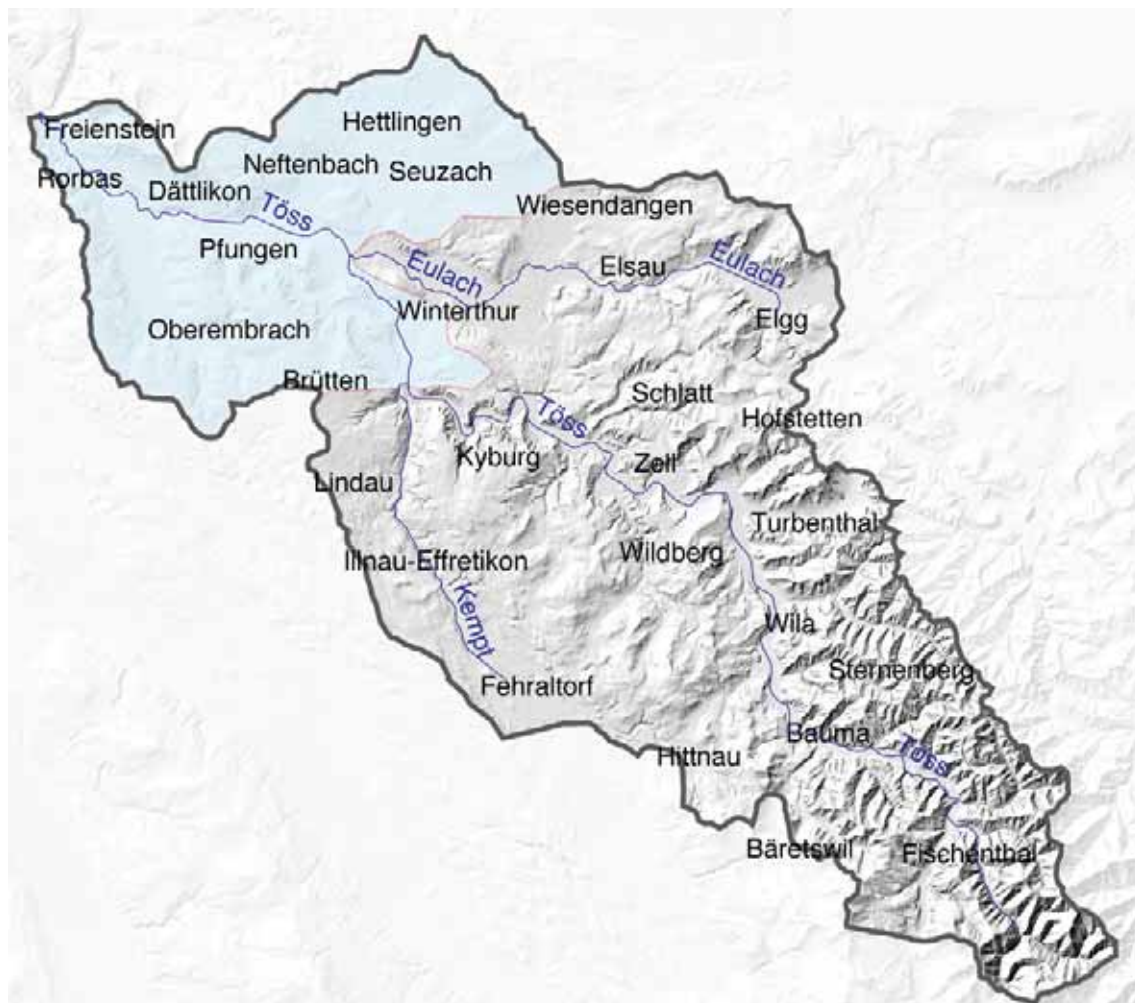 Hettlingen
Freienstein
Neftenbach
Seuzach
Rorbas
Dättlikon
Töss
Wiesendangen
Pfungen
Eulach
Elsau
Eulach
Winterthur
Elgg
Oberembrach
Brütten
Schlatt
Töss
Hofstetten
Kyburg
Zell
Lindau
Turbenthal
Illnau-Effretikon
Wildberg
Kempt
Wila
Sternenberg
Fehraltorf
Bauma
Töss
Hittnau
Bäretswil
Fischenthal